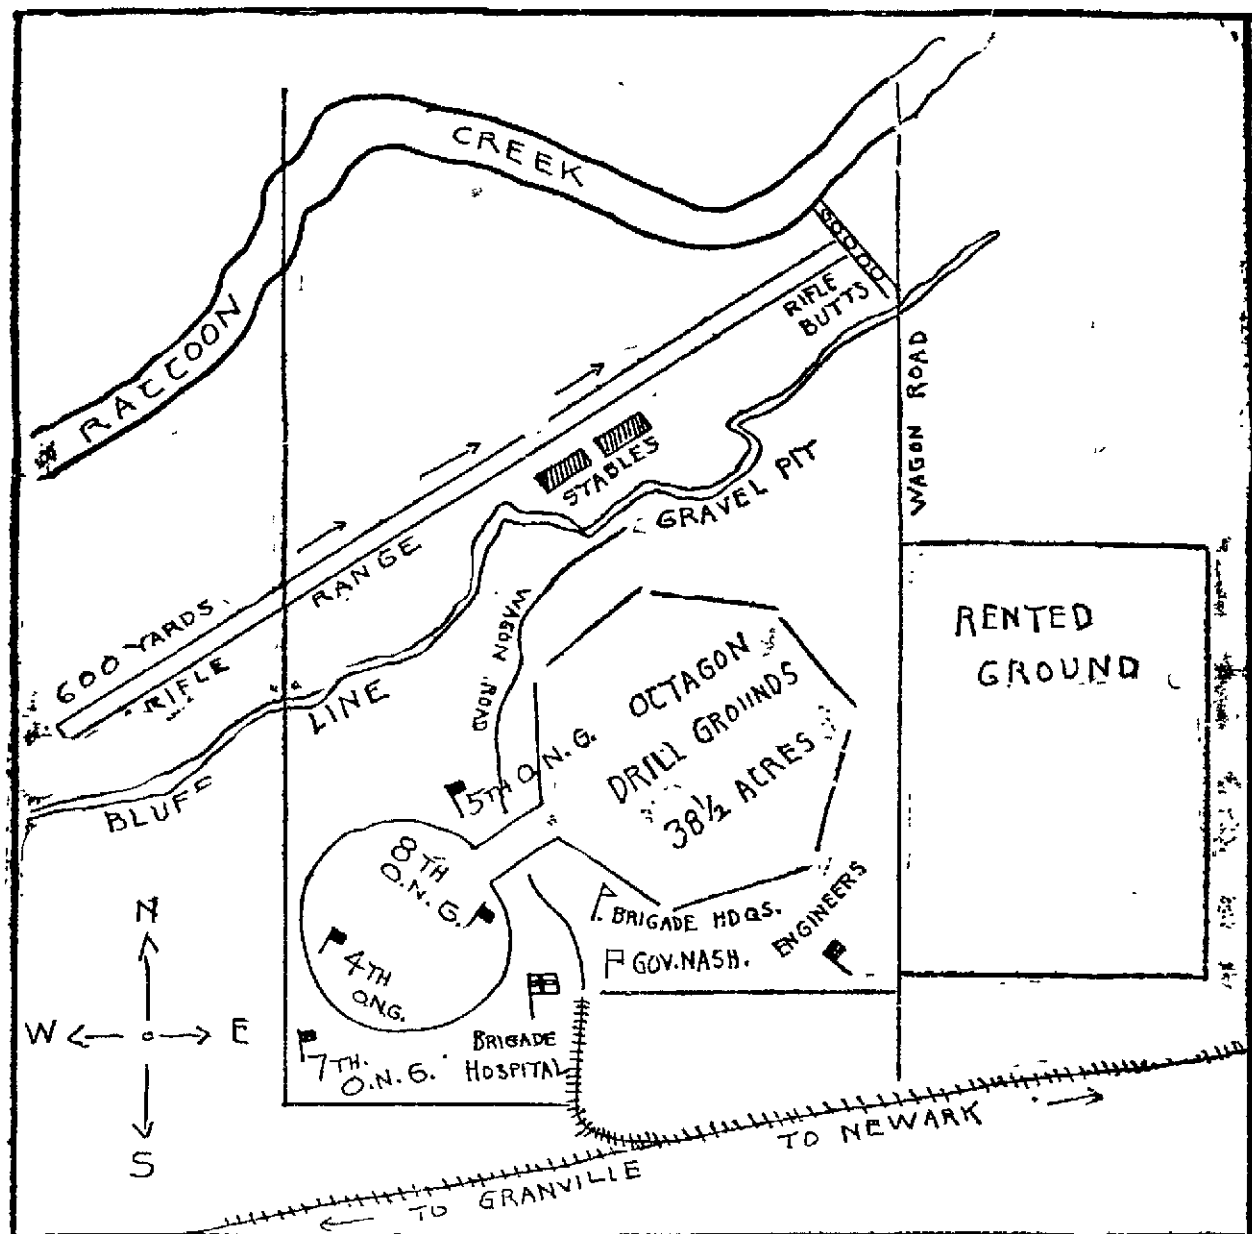 CREEK
RACCOON
RIFLE
BUTTS
WAGON ROAD
STABLES
GRAVEL PIT
600 YARDS.
RIFLE RANGE
BLUFF LINE
WAGON ROAD
RENTED
GROUND
OCTAGON
DRILL GROUNDS
38½ ACRES
5TH O.N.G.
8TH
O.N.G.
4TH
O.N.G.
7TH.
O.N.G.
BRIGADE HDQS.
GOV. NASH.
ENGINEERS
BRIGADE
HOSPITAL
N
W E
S
TO NEWARK
TO GRANVILLE